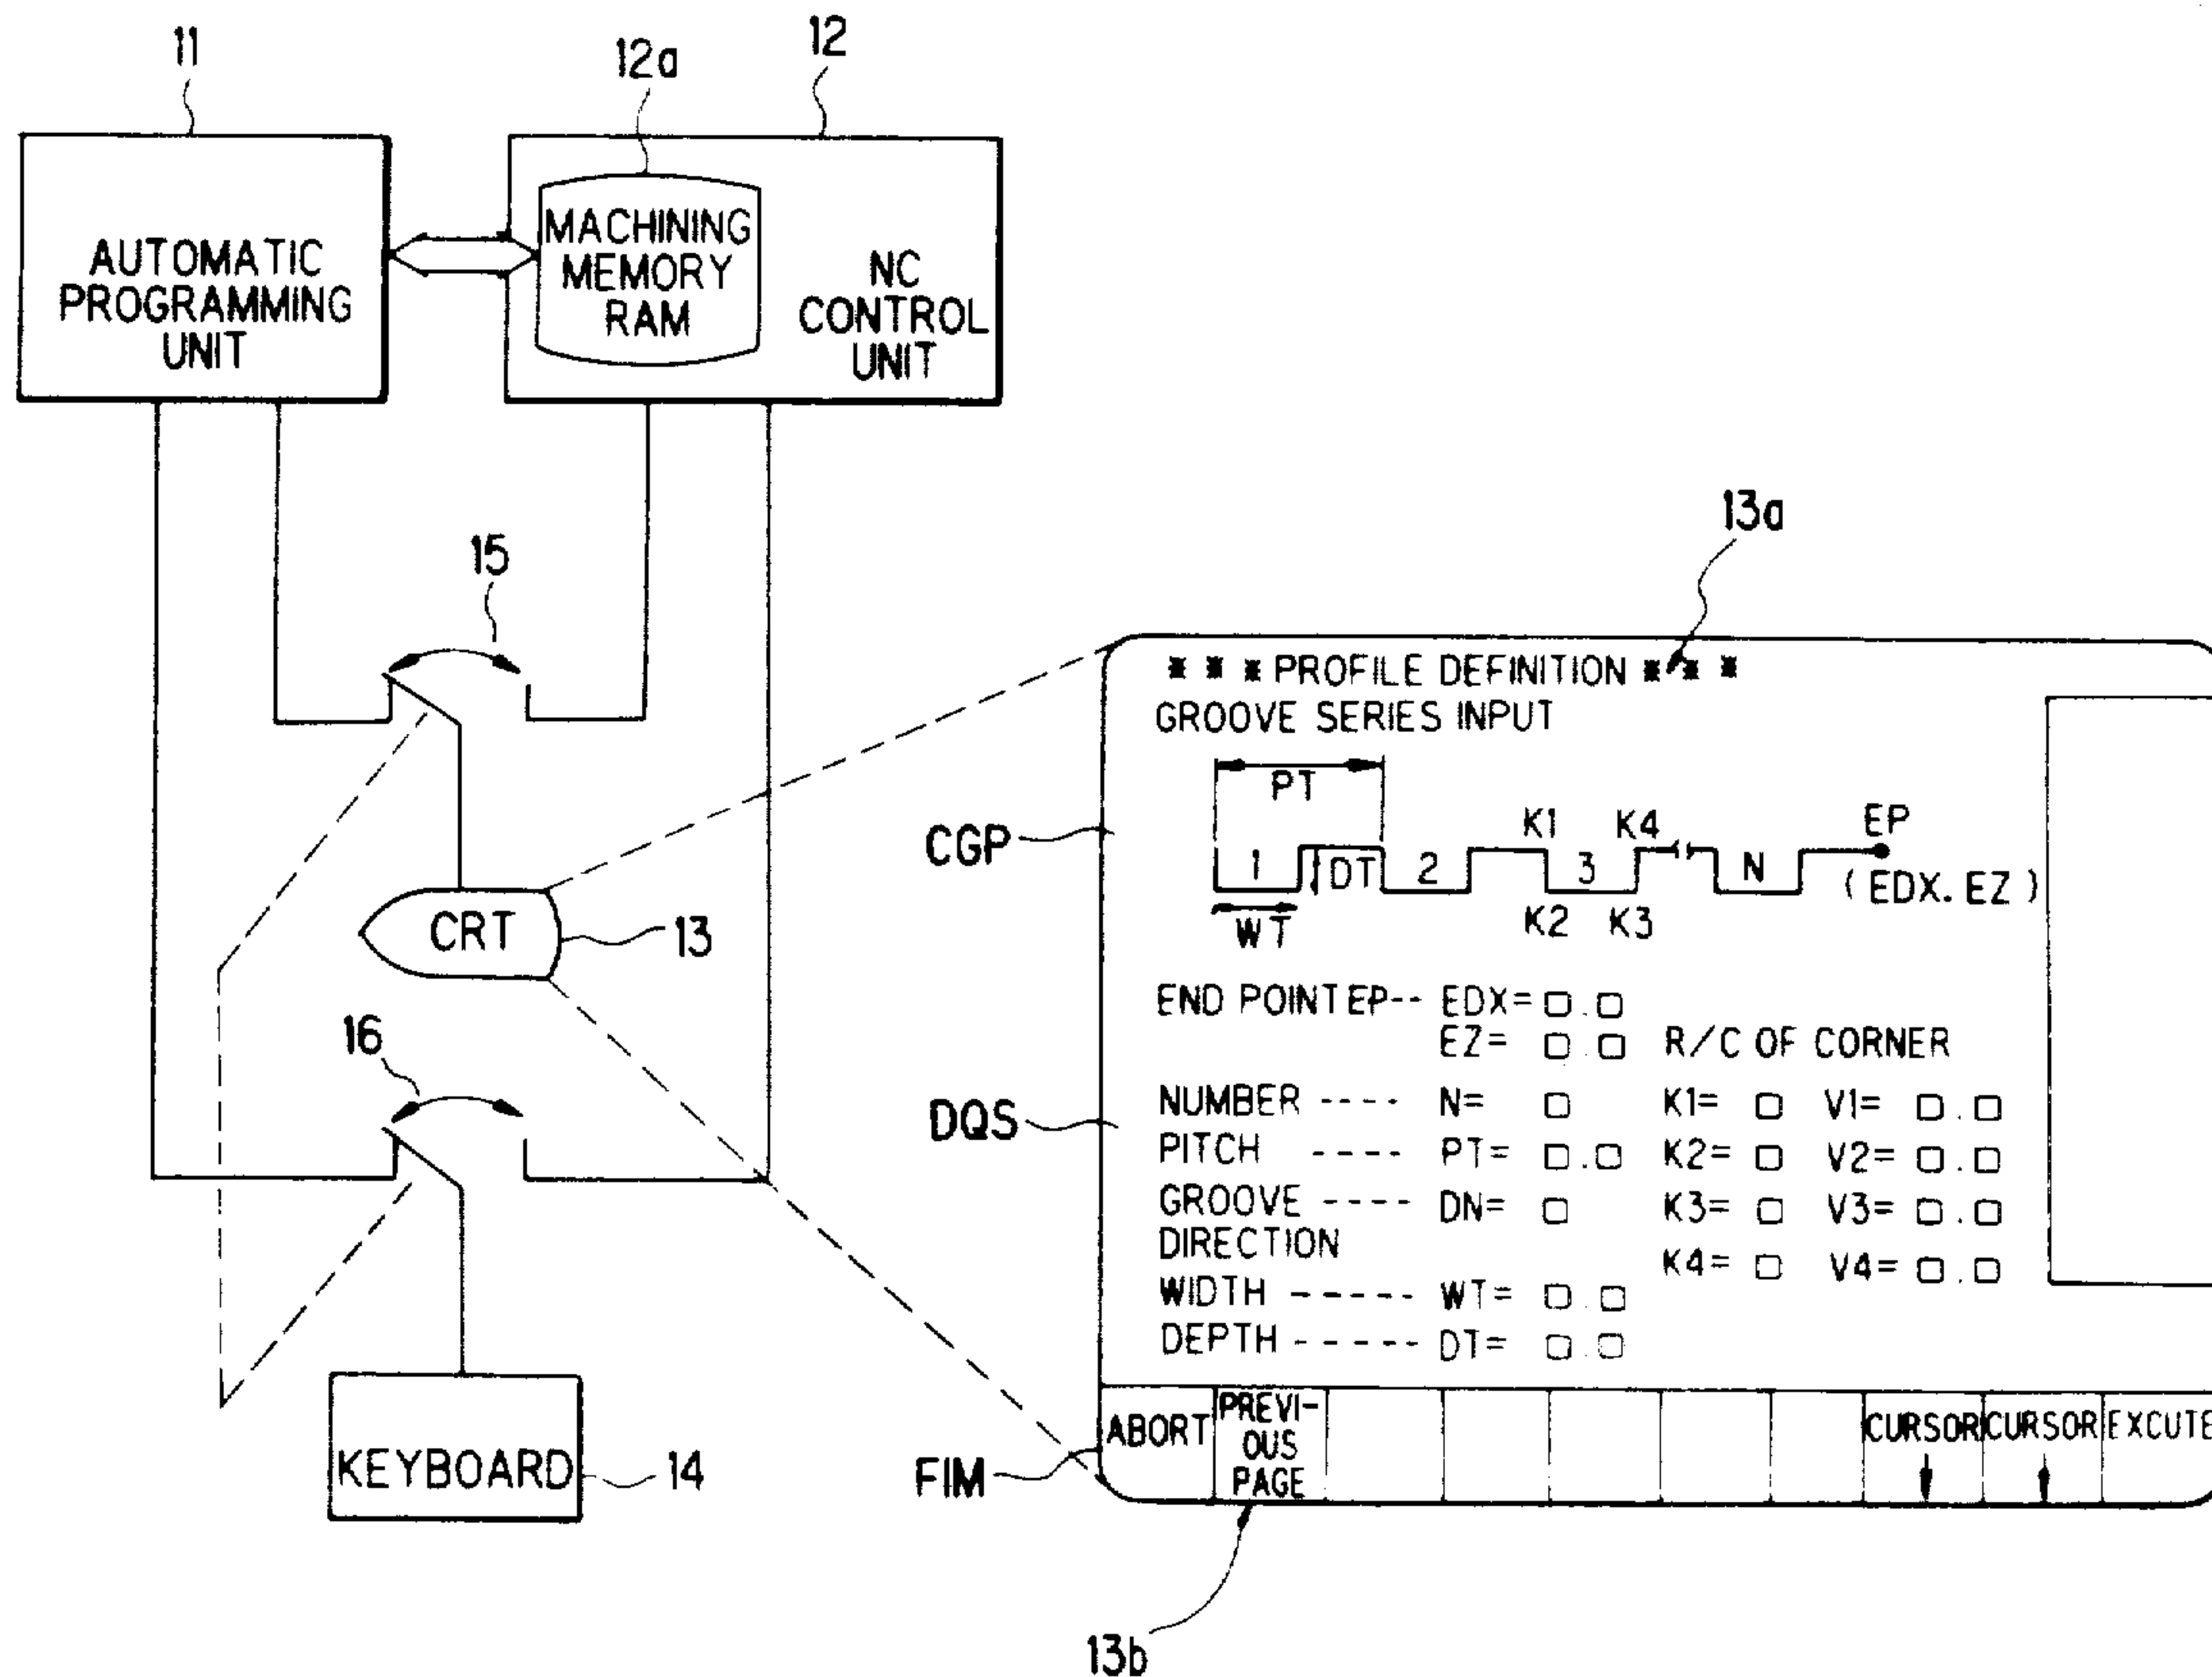 11
12a
12
AUTOMATIC
PROGRAMMING
UNIT
MACHINING
MEMORY
RAM
NC
CONTROL
UNIT
15
CRT
13
16
KEYBOARD
14
13a
* * * PROFILE DEFINITION * * *
GROOVE SERIES INPUT
CGP
PT
K1 K4 EP
1 DT 2 3 N
(EDX. EZ)
WT K2 K3
END POINT EP-- EDX= □.□
EZ= □.□ R/C OF CORNER
DQS
NUMBER ---- N= □ K1= □ V1= □.□
PITCH ---- PT= □.□ K2= □ V2= □.□
GROOVE ---- DN= □ K3= □ V3= □.□
DIRECTION
K4= □ V4= □.□
WIDTH ----- WT= □.□
DEPTH ----- DT= □.□
FIM
ABORT
PREVI-
OUS
PAGE
CURSOR ↓
CURSOR ↑
EXCUTE
13b